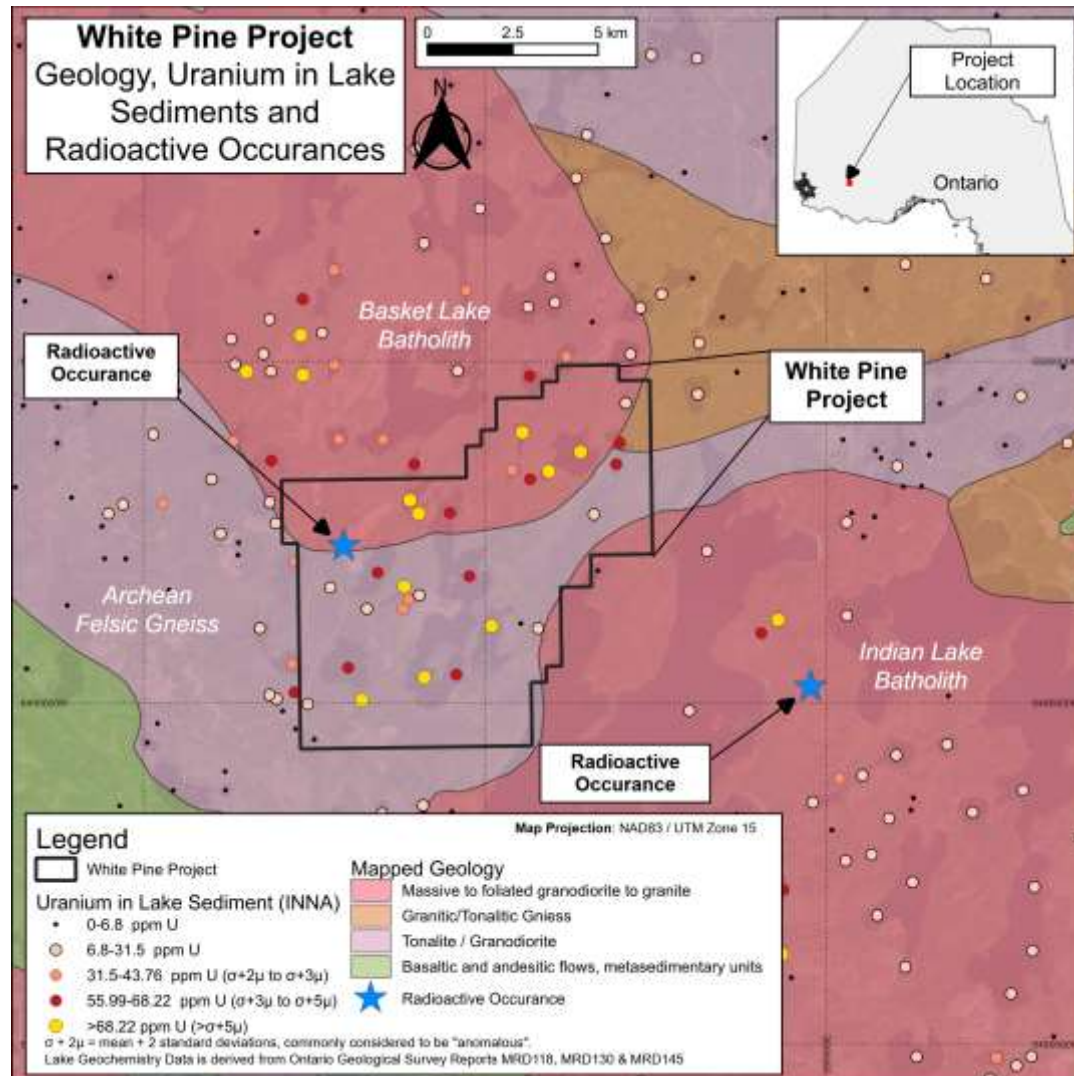 White Pine Project
Geology, Uranium in Lake
Sediments and
Radioactive Occurances
0 2.5 5 km
N
Project
Location
Ontario
Basket Lake
Batholith
Radioactive
Occurance
White Pine
Project
Archean
Felsic Gneiss
Indian Lake
Batholith
Radioactive
Occurance
Legend
Map Projection: NAD83 / UTM Zone 15
White Pine Project
Uranium in Lake Sediment (INNA)
0-6.8 ppm U
6.8-31.5 ppm U
31.5-43.76 ppm U (σ+2μ to σ+3μ)
55.99-68.22 ppm U (σ+3μ to σ+5μ)
>68.22 ppm U (>σ+5μ)
Mapped Geology
Massive to foliated granodiorite to granite
Granitic/Tonalitic Gniess
Tonalite / Granodiorite
Basaltic and andesitic flows, metasedimentary units
Radioactive Occurance
σ + 2μ = mean + 2 standard deviations, commonly considered to be "anomalous".
Lake Geochemistry Data is derived from Ontario Geological Survey Reports MRD118, MRD130 & MRD145